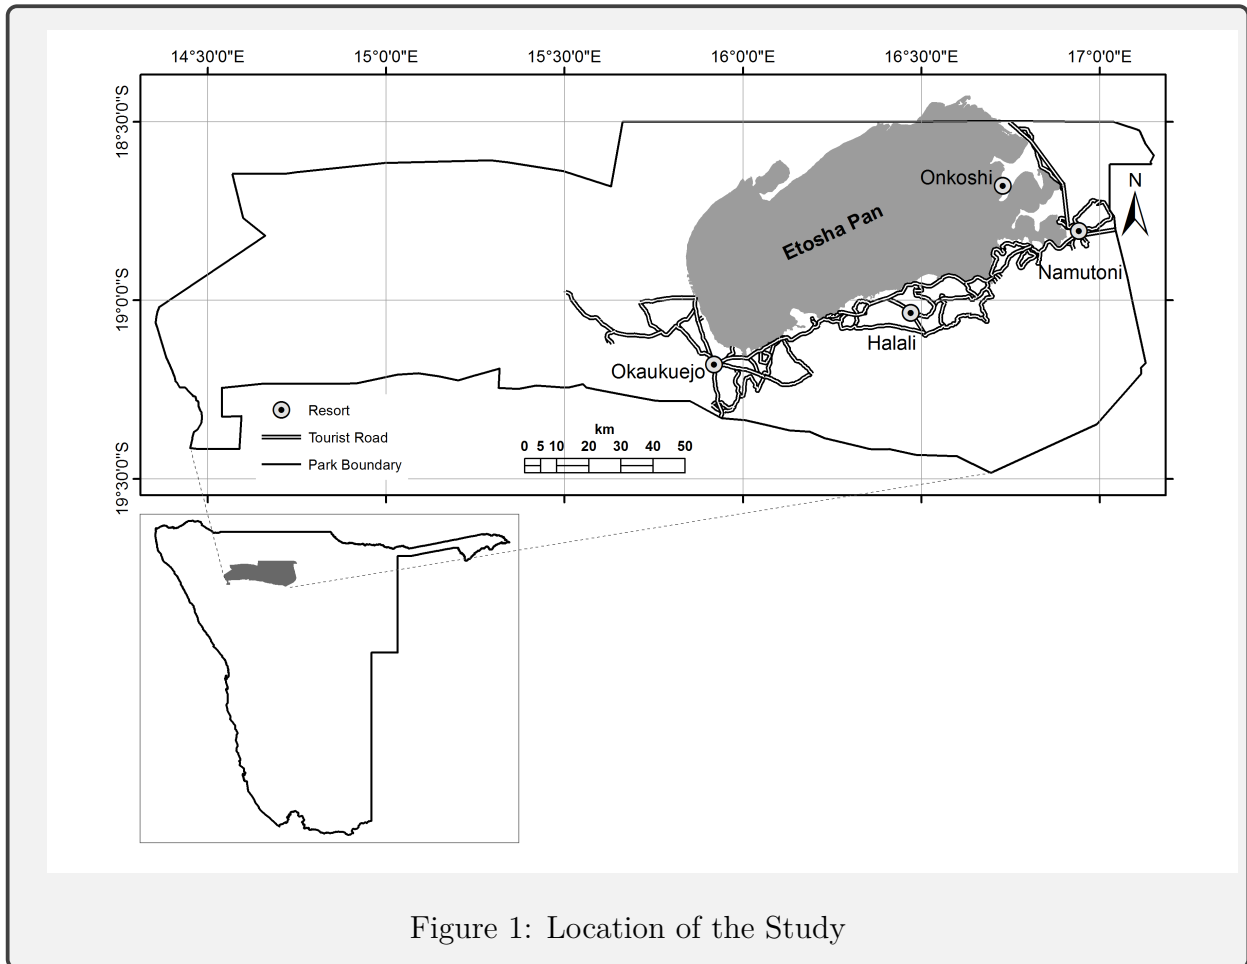 14°30'0"E 15°0'0"E 15°30'0"E 16°0'0"E 16°30'0"E 17°0'0"E
18°30'0"S
19°0'0"S
19°30'0"S
Onkoshi
N
Etosha Pan
Namutoni
Halali
Okaukuejo
Resort
Tourist Road
Park Boundary
km
0 5 10 20 30 40 50
Figure 1: Location of the Study